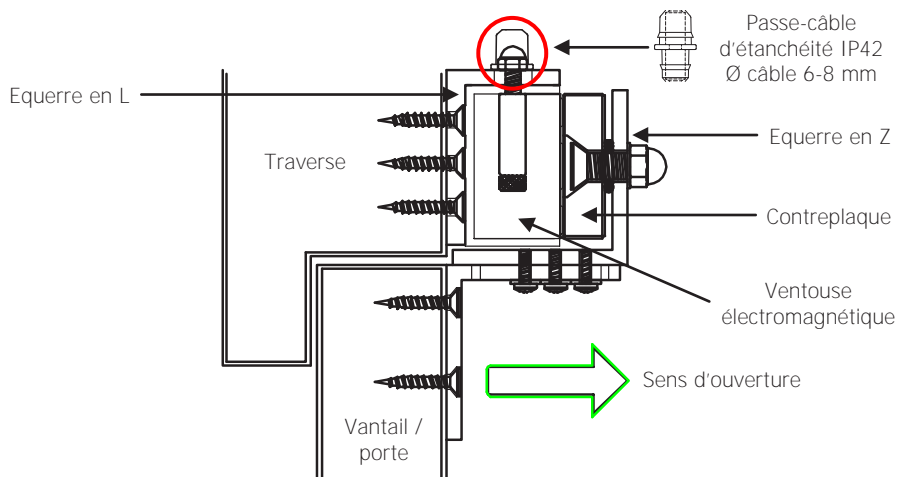 Passe-câble
d'étanchéité IP42
Ø câble 6-8 mm
Equerre en L
Equerre en Z
Traverse
Contreplaque
Ventouse
électromagnétique
Sens d'ouverture
Vantail /
porte